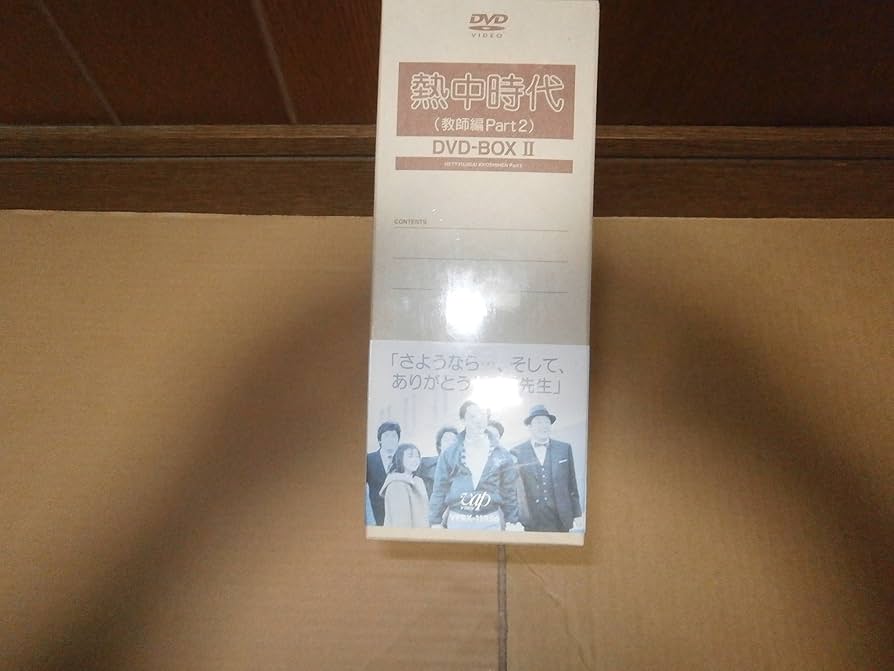 DVD
VIDEO
熱中時代
(教師編Part2)
DVD-BOX II
CONTENTS
「さようなら…、そして、
ありがとう 先生」
vap
VIDEO